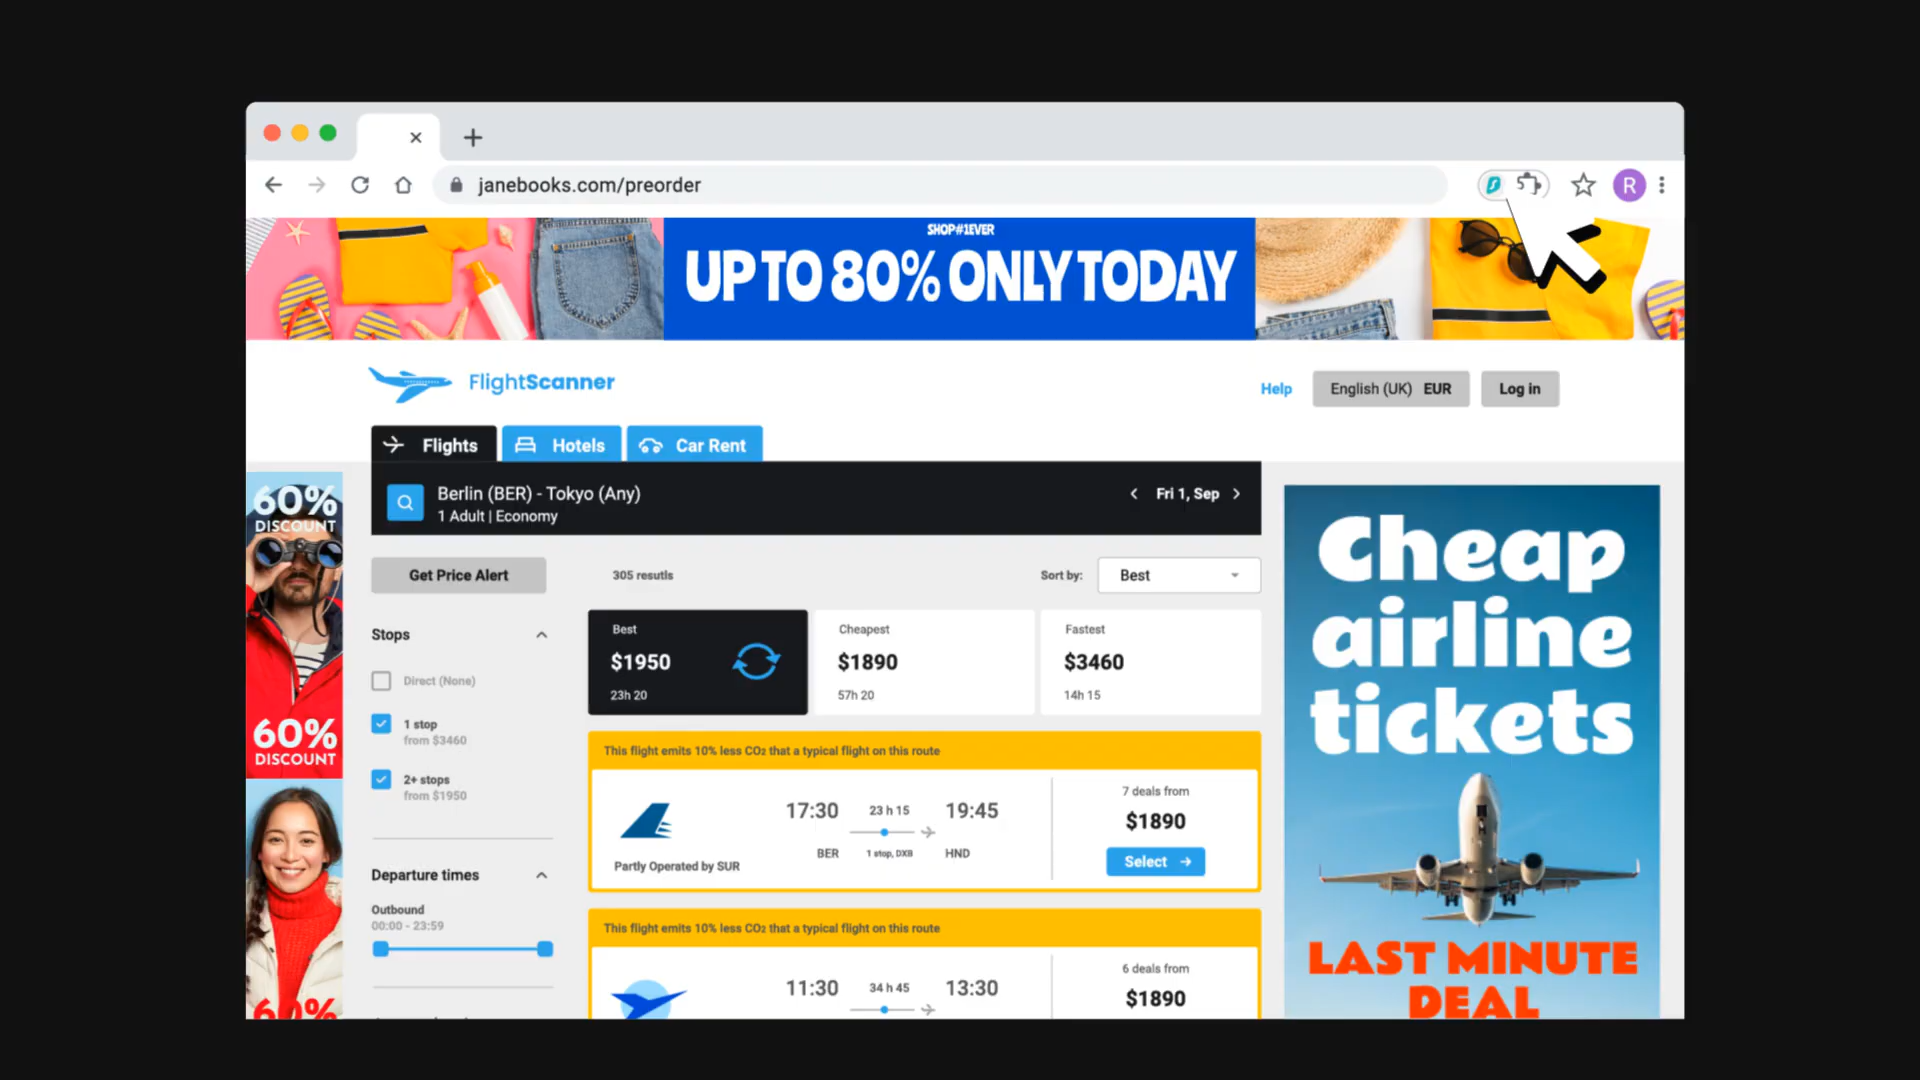 janebooks.com/preorder
R
SHOP#1EVER
UP TO 80% ONLY TODAY
FlightScanner
Help
English (UK) EUR
Log in
Flights
Hotels
Car Rent
Berlin (BER) - Tokyo (Any)
1 Adult | Economy
Fri 1, Sep
60%
DISCOUNT
60%
DISCOUNT
60%
Get Price Alert
305 resutls
Sort by:
Best
Stops
Direct (None)
1 stop
from $3460
2+ stops
from $1950
Departure times
Outbound
00:00 - 23:59
Best
$1950
23h 20
Cheapest
$1890
57h 20
Fastest
$3460
14h 15
This flight emits 10% less CO₂ that a typical flight on this route
Partly Operated by SUR
17:30
23 h 15
19:45
BER
1 stop, DXB
HND
7 deals from
$1890
Select
This flight emits 10% less CO₂ that a typical flight on this route
11:30
34 h 45
13:30
6 deals from
$1890
Cheap
airline
tickets
LAST MINUTE
DEAL